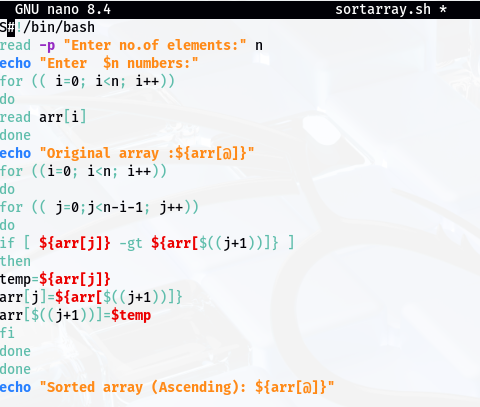 GNU nano 8.4 sortarray.sh *
S#!/bin/bash
read -p "Enter no.of elements:" n
echo "Enter  $n numbers:"
for (( i=0; i<n; i++))
do
read arr[i]
done
echo "Original array :${arr[@]}"
for ((i=0; i<n; i++))
do
for (( j=0;j<n-i-1; j++))
do
if [ ${arr[j]} -gt ${arr[$((j+1))]} ]
then
temp=${arr[j]}
arr[j]=${arr[$((j+1))]}
arr[$((j+1))]=$temp
fi
done
done
echo "Sorted array (Ascending): ${arr[@]}"